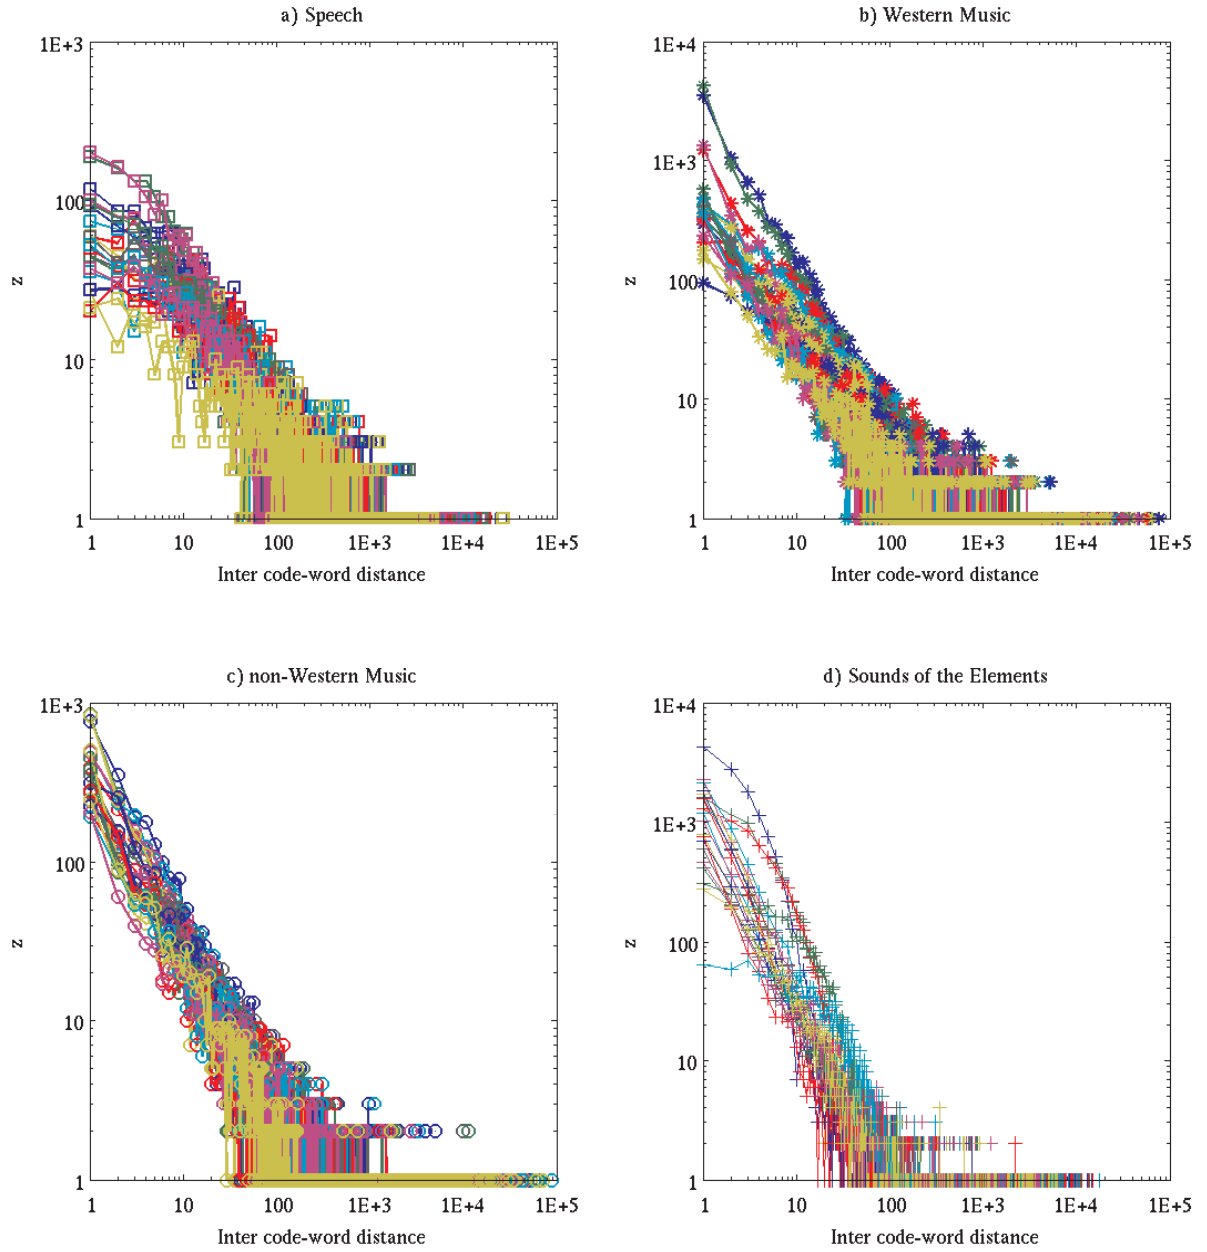 a) Speech
1E+3
100
10
1
z
1 10 100 1E+3 1E+4 1E+5
Inter code-word distance
b) Western Music
1E+4
1E+3
100
10
1
z
1 10 100 1E+3 1E+4 1E+5
Inter code-word distance
c) non-Western Music
1E+3
100
10
1
z
1 10 100 1E+3 1E+4 1E+5
Inter code-word distance
d) Sounds of the Elements
1E+4
1E+3
100
10
1
z
1 10 100 1E+3 1E+4 1E+5
Inter code-word distance